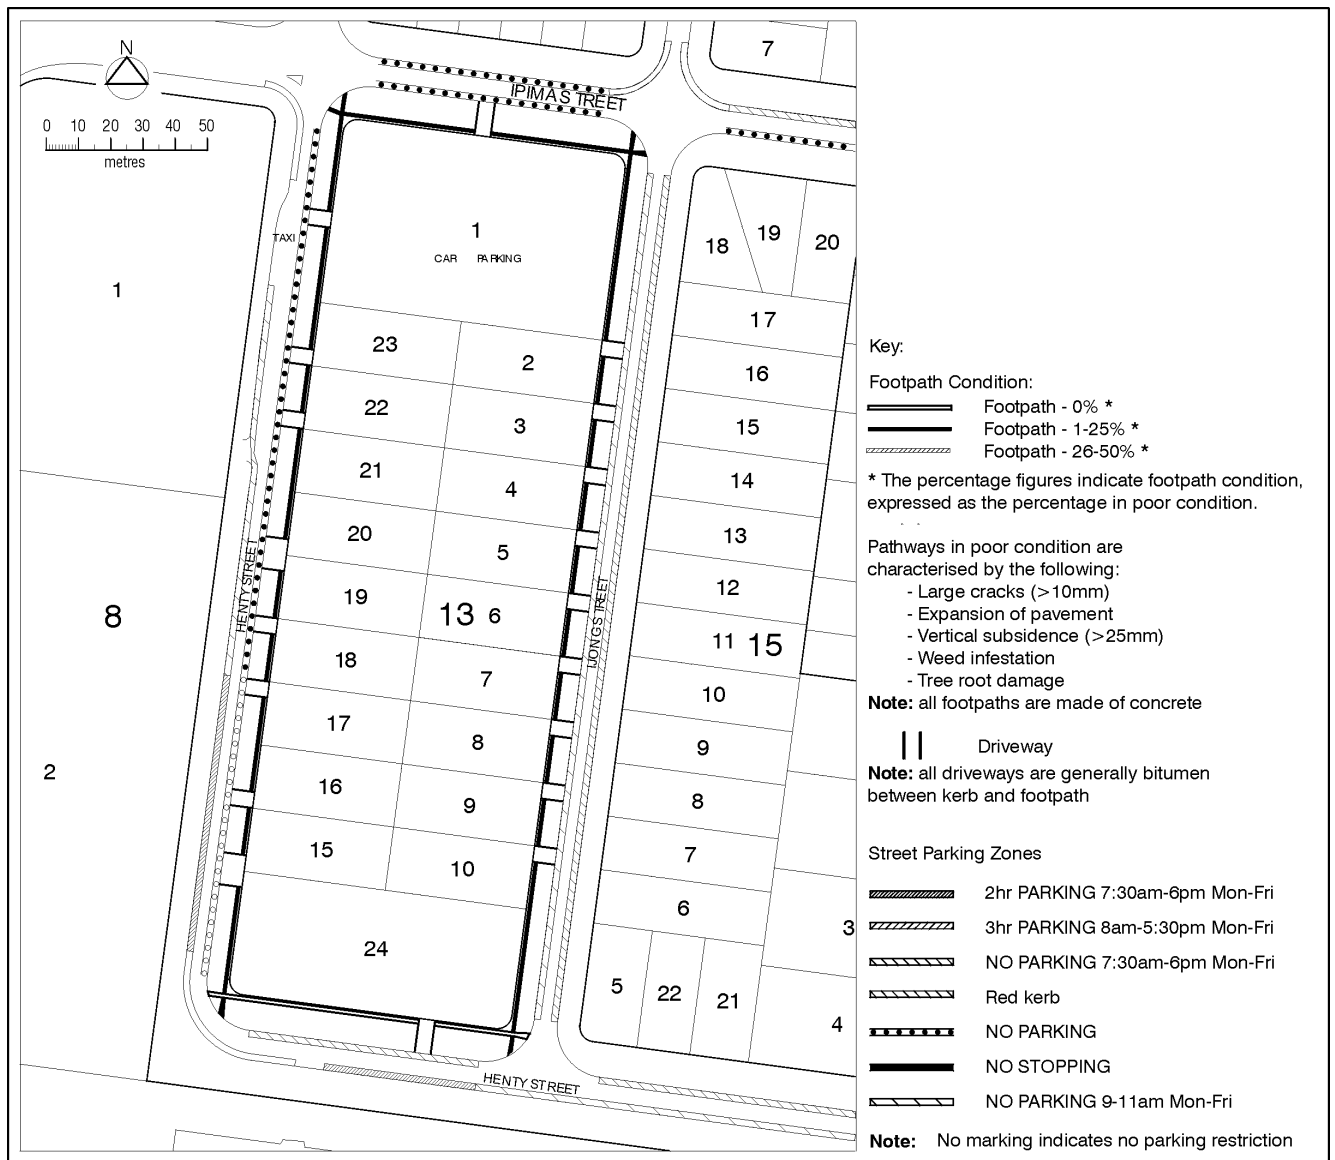 N
0 10 20 30 40 50
metres
IPIMA STREET
7
TAXI
1
CAR PARKING
18 19 20
1
17
23 2
16
22 3
15
21 4
14
20 5
13
19 13 6
12
HENTY STREET
IJONG STREET
8
11 15
18 7
10
17 8
9
2
16 9
8
15 10
7
6
24
3
5 22 21
4
HENTY STREET
Key:
Footpath Condition:
Footpath - 0% *
Footpath - 1-25% *
Footpath - 26-50% *
* The percentage figures indicate footpath condition,
expressed as the percentage in poor condition.
Pathways in poor condition are
characterised by the following:
- Large cracks (>10mm)
- Expansion of pavement
- Vertical subsidence (>25mm)
- Weed infestation
- Tree root damage
Note: all footpaths are made of concrete
Driveway
Note: all driveways are generally bitumen
between kerb and footpath
Street Parking Zones
2hr PARKING 7:30am-6pm Mon-Fri
3hr PARKING 8am-5:30pm Mon-Fri
NO PARKING 7:30am-6pm Mon-Fri
Red kerb
NO PARKING
NO STOPPING
NO PARKING 9-11am Mon-Fri
Note: No marking indicates no parking restriction